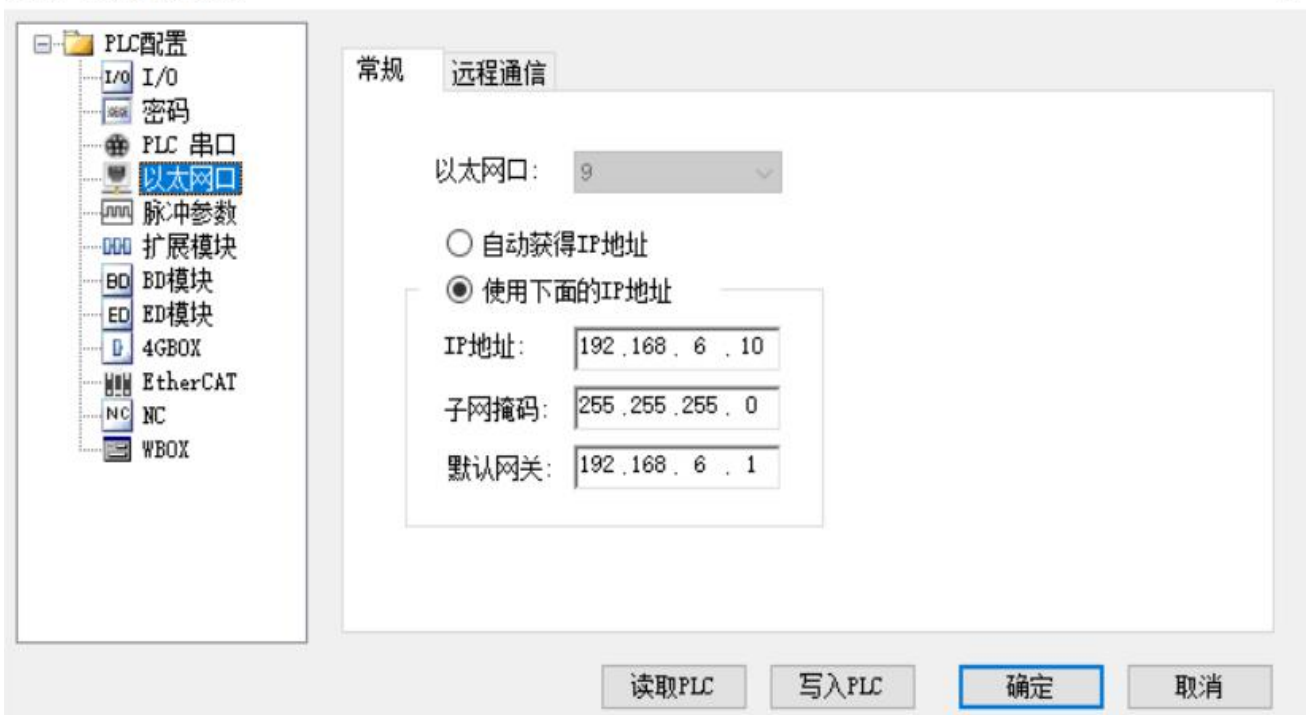 PLC配置
I/O I/O
密码
PLC 串口
以太网口
脉冲参数
扩展模块
BD BD模块
ED ED模块
4GBOX
EtherCAT
NC NC
WBOX
常规 远程通信
以太网口: 9
自动获得IP地址
使用下面的IP地址
IP地址: 192 .168 . 6 . 10
子网掩码: 255 .255 .255 . 0
默认网关: 192 .168 . 6 . 1
读取PLC 写入PLC 确定 取消